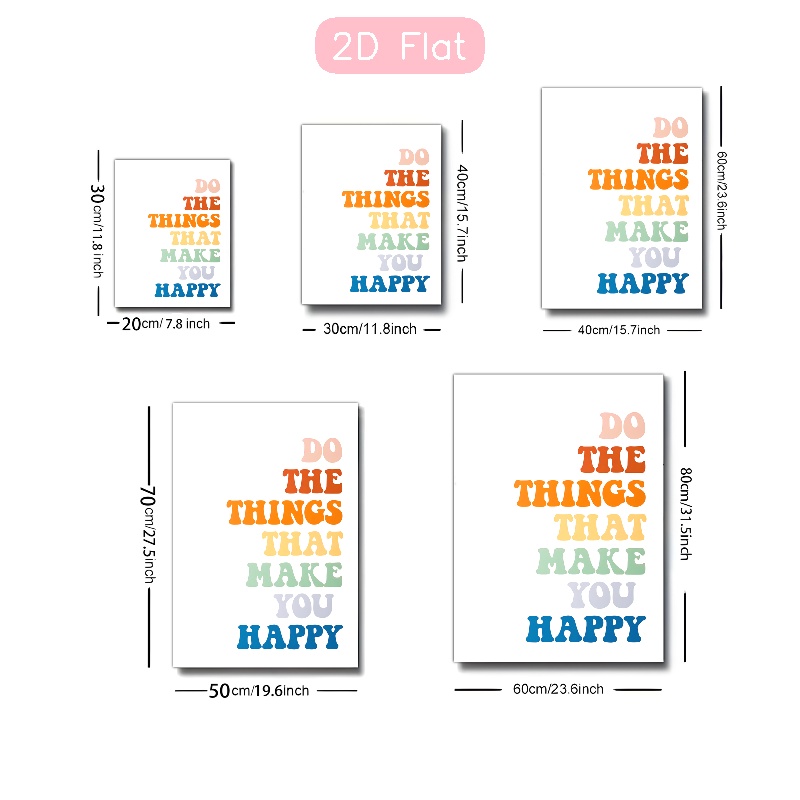 2D Flat
DO
THE
THINGS
THAT
MAKE
YOU
HAPPY
30cm/11.8 inch
20cm/ 7.8 inch
DO
THE
THINGS
THAT
MAKE
YOU
HAPPY
40cm/15.7inch
30cm/11.8inch
DO
THE
THINGS
THAT
MAKE
YOU
HAPPY
60cm/23.6inch
40cm/15.7inch
DO
THE
THINGS
THAT
MAKE
YOU
HAPPY
70cm/27.5inch
50cm/19.6inch
DO
THE
THINGS
THAT
MAKE
YOU
HAPPY
80cm/31.5inch
60cm/23.6inch